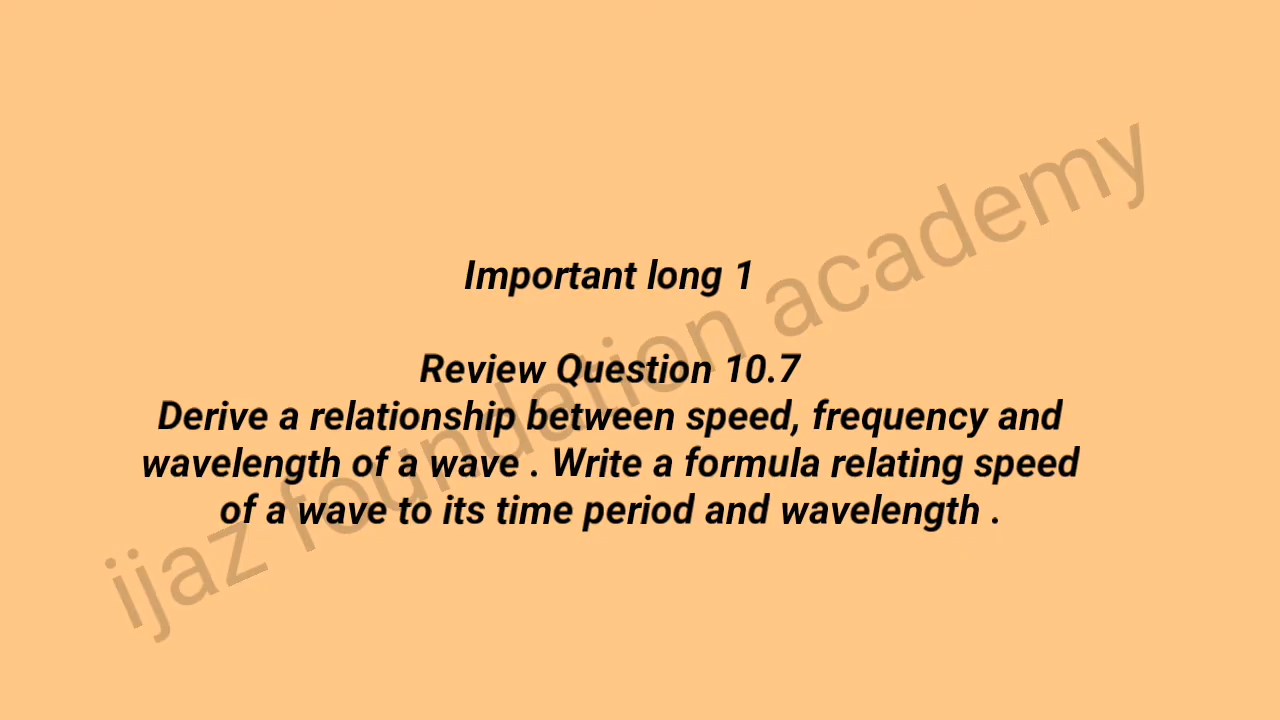 Important long 1
Review Question 10.7
Derive a relationship between speed, frequency and
wavelength of a wave . Write a formula relating speed
of a wave to its time period and wavelength .
ijaz foundation academy